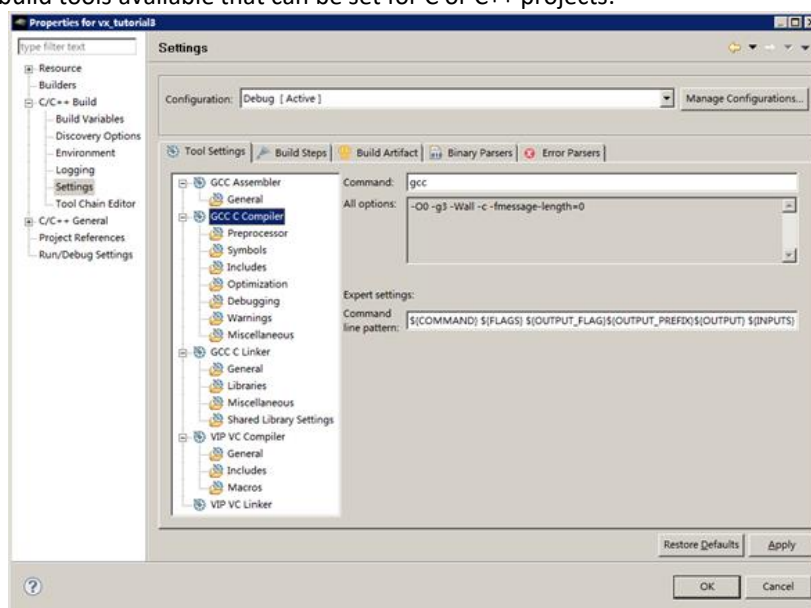 build tools available that can be set for C or C++ projects.
Properties for vx_tutorial3
type filter text
Resource
Builders
C/C++ Build
Build Variables
Discovery Options
Environment
Logging
Settings
Tool Chain Editor
C/C++ General
Project References
Run/Debug Settings
Settings
Configuration: Debug [ Active ]
Manage Configurations...
Tool Settings Build Steps Build Artifact Binary Parsers Error Parsers
GCC Assembler
General
GCC C Compiler
Preprocessor
Symbols
Includes
Optimization
Debugging
Warnings
Miscellaneous
GCC C Linker
General
Libraries
Miscellaneous
Shared Library Settings
VIP VC Compiler
General
Includes
Macros
VIP VC Linker
Command: gcc
All options: -O0 -g3 -Wall -c -fmessage-length=0
Expert settings:
Command
line pattern: ${COMMAND} ${FLAGS} ${OUTPUT_FLAG}${OUTPUT_PREFIX}${OUTPUT} ${INPUTS}
Restore Defaults Apply
OK Cancel